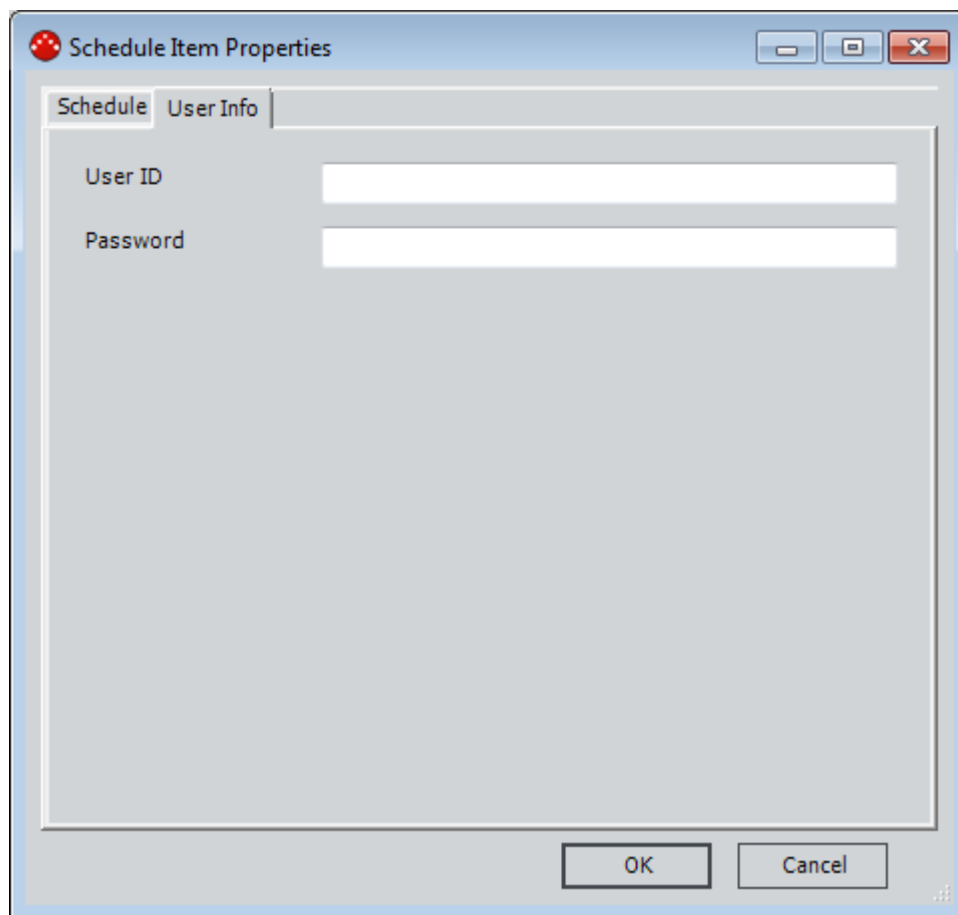 Schedule Item Properties
Schedule User Info
User ID
Password
OK Cancel